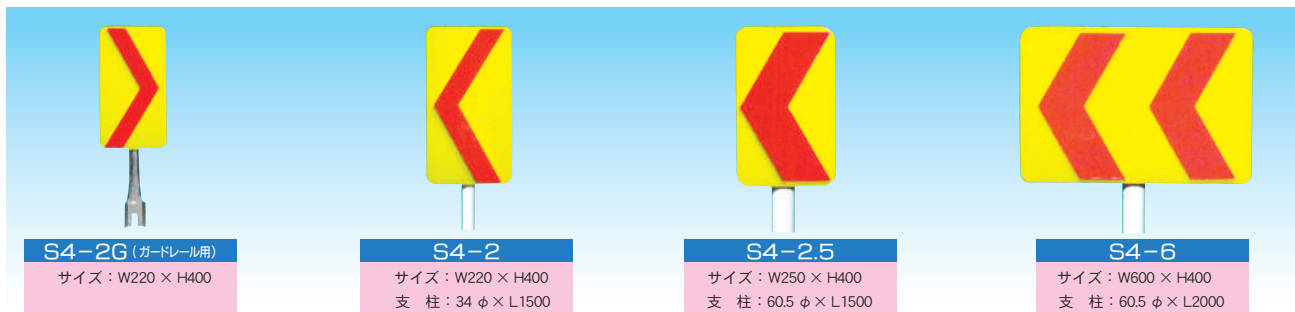 S4-2G(ガードレール用)
サイズ：W220 × H400
S4-2
サイズ：W220 × H400
支　柱：34 φ × L1500
S4-2.5
サイズ：W250 × H400
支　柱：60.5 φ × L1500
S4-6
サイズ：W600 × H400
支　柱：60.5 φ × L2000